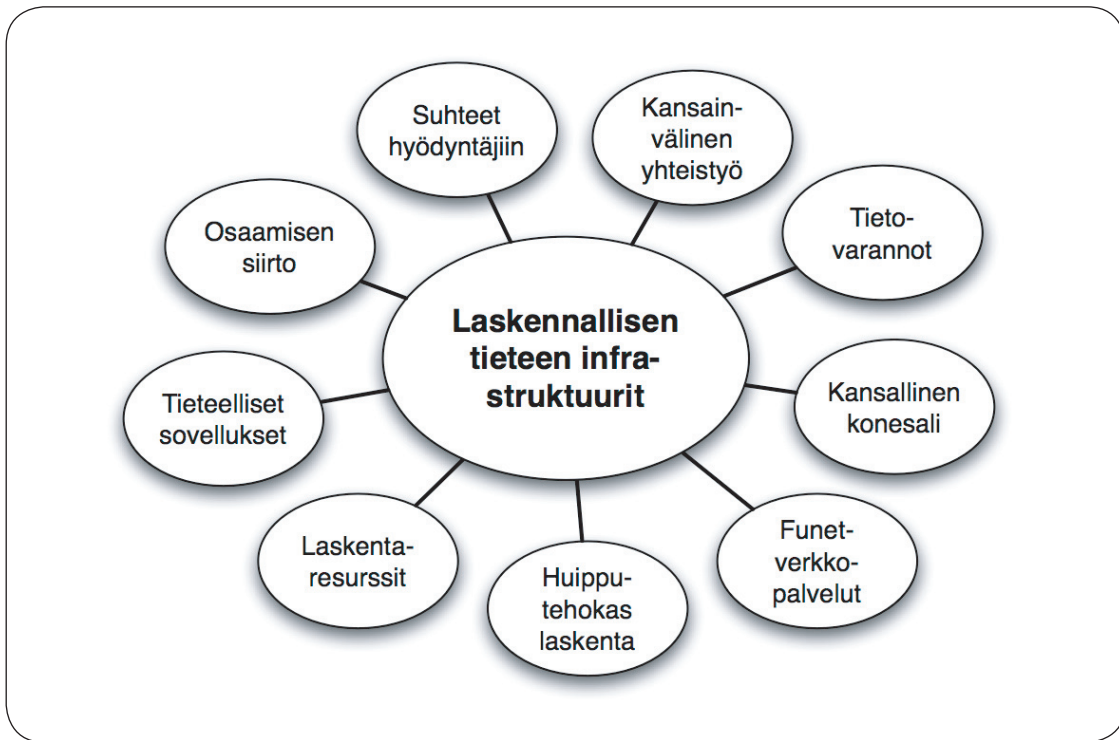 Suhteet
hyödyntäjiin
Kansain-
välinen
yhteistyö
Tieto-
varannot
Kansallinen
konesali
Funet-
verkko-
palvelut
Huippu-
tehokas
laskenta
Laskenta-
resurssit
Tieteelliset
sovellukset
Osaamisen
siirto
Laskennallisen
tieteen infra-
struktuurit